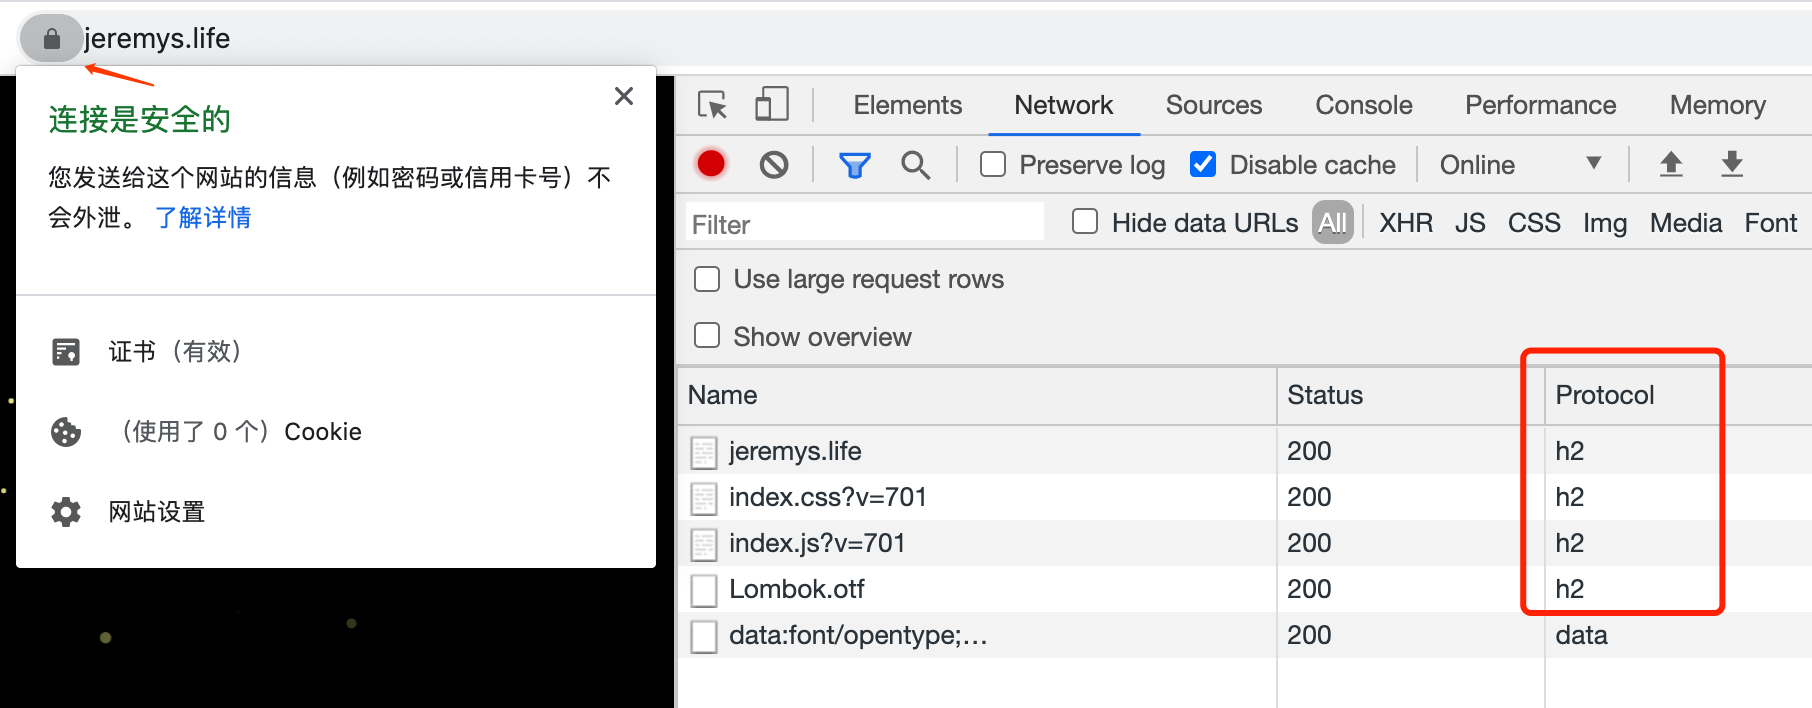 jeremys.life
连接是安全的
您发送给这个网站的信息（例如密码或信用卡号）不
会外泄。 了解详情
证书（有效）
（使用了 0 个）Cookie
网站设置
Elements Network Sources Console Performance Memory
Preserve log Disable cache Online
Filter Hide data URLs All XHR JS CSS Img Media Font
Use large request rows
Show overview
Name Status Protocol
jeremys.life 200 h2
index.css?v=701 200 h2
index.js?v=701 200 h2
Lombok.otf 200 h2
data:font/opentype;... 200 data